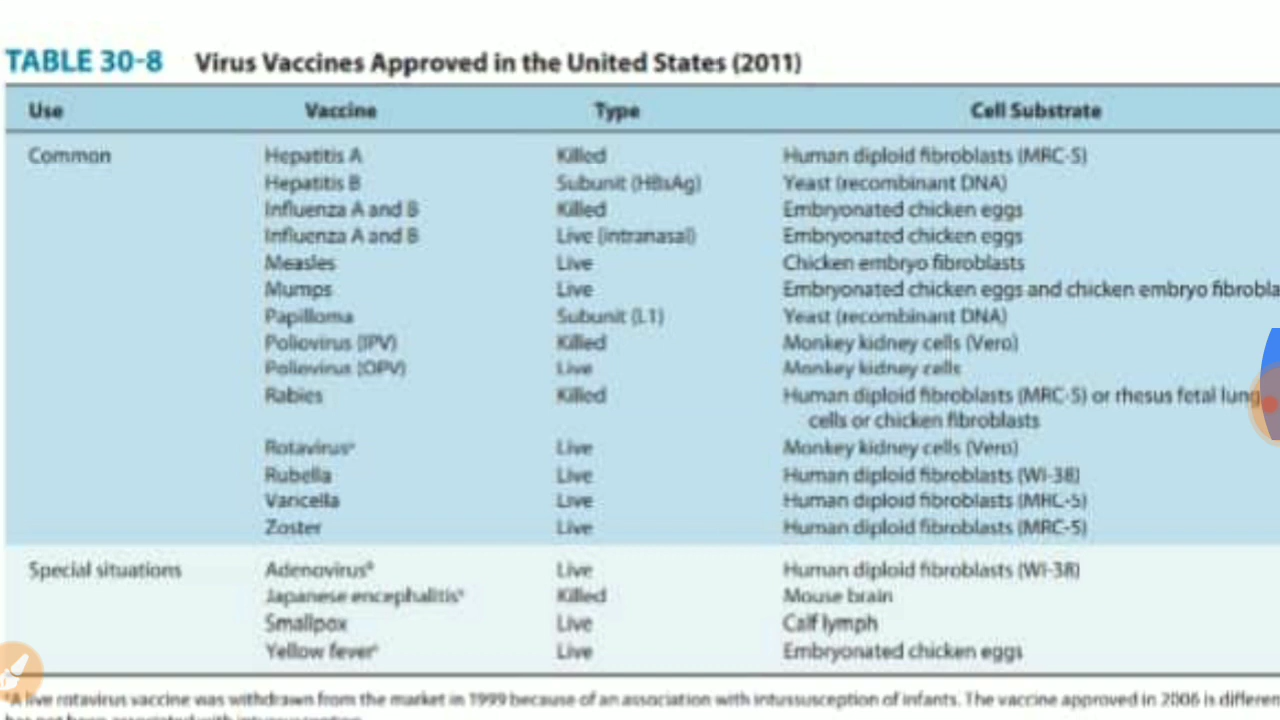 TABLE 30-8 Virus Vaccines Approved in the United States (2011)
Use Vaccine Type Cell Substrate
Common Hepatitis A Killed Human diploid fibroblasts (MRC-5)
Hepatitis B Subunit (HBsAg) Yeast (recombinant DNA)
Influenza A and B Killed Embryonated chicken eggs
Influenza A and B Live (intranasal) Embryonated chicken eggs
Measles Live Chicken embryo fibroblasts
Mumps Live Embryonated chicken eggs and chicken embryo fibrobla
Papilloma Subunit (L1) Yeast (recombinant DNA)
Poliovirus (IPV) Killed Monkey kidney cells (Vero)
Poliovirus (OPV) Live Monkey kidney cells
Rabies Killed Human diploid fibroblasts (MRC-5) or rhesus fetal lung
cells or chicken fibroblasts
Rotavirusᵃ Live Monkey kidney cells (Vero)
Rubella Live Human diploid fibroblasts (WI-38)
Varicella Live Human diploid fibroblasts (MRC-5)
Zoster Live Human diploid fibroblasts (MRC-5)
Special situations Adenovirusᵇ Live Human diploid fibroblasts (WI-38)
Japanese encephalitis Killed Mouse brain
Smallpox Live Calf lymph
Yellow fever Live Embryonated chicken eggs
ᵃA live rotavirus vaccine was withdrawn from the market in 1999 because of an association with intussusception of infants. The vaccine approved in 2006 is differen